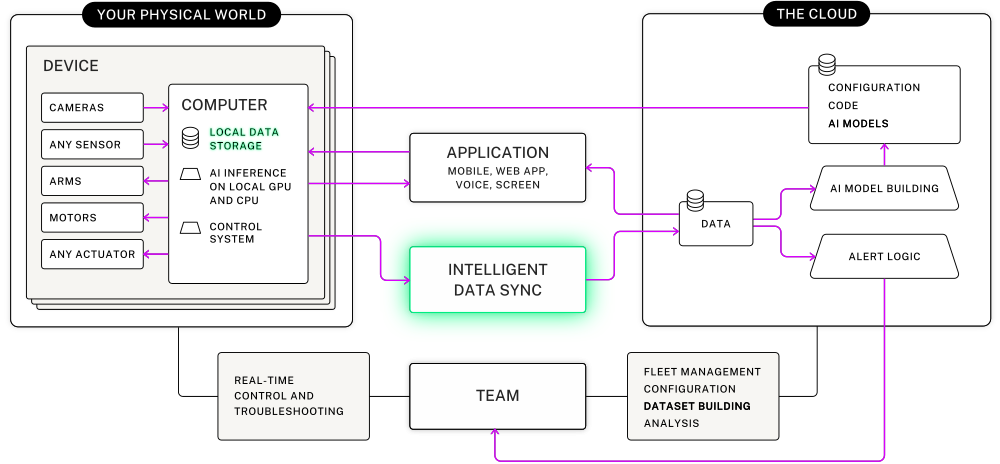 YOUR PHYSICAL WORLD
DEVICE
CAMERAS
ANY SENSOR
ARMS
MOTORS
ANY ACTUATOR
COMPUTER
LOCAL DATA
STORAGE
AI INFERENCE
ON LOCAL GPU
AND CPU
CONTROL
SYSTEM
APPLICATION
MOBILE, WEB APP,
VOICE, SCREEN
INTELLIGENT
DATA SYNC
THE CLOUD
CONFIGURATION
CODE
AI MODELS
AI MODEL BUILDING
DATA
ALERT LOGIC
REAL-TIME
CONTROL AND
TROUBLESHOOTING
TEAM
FLEET MANAGEMENT
CONFIGURATION
DATASET BUILDING
ANALYSIS